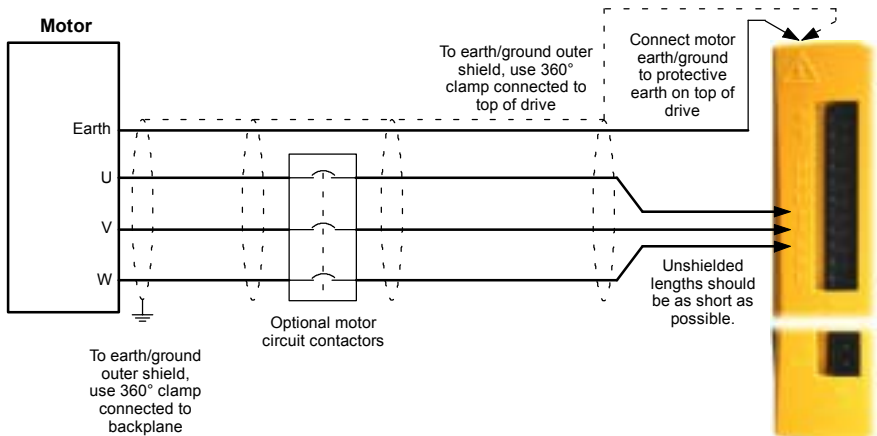 Motor
Earth
U
V
W
To earth/ground outer
shield, use 360°
clamp connected to
top of drive
Connect motor
earth/ground
to protective
earth on top of
drive
Optional motor
circuit contactors
Unshielded
lengths should
be as short as
possible.
To earth/ground
outer shield,
use 360° clamp
connected to
backplane